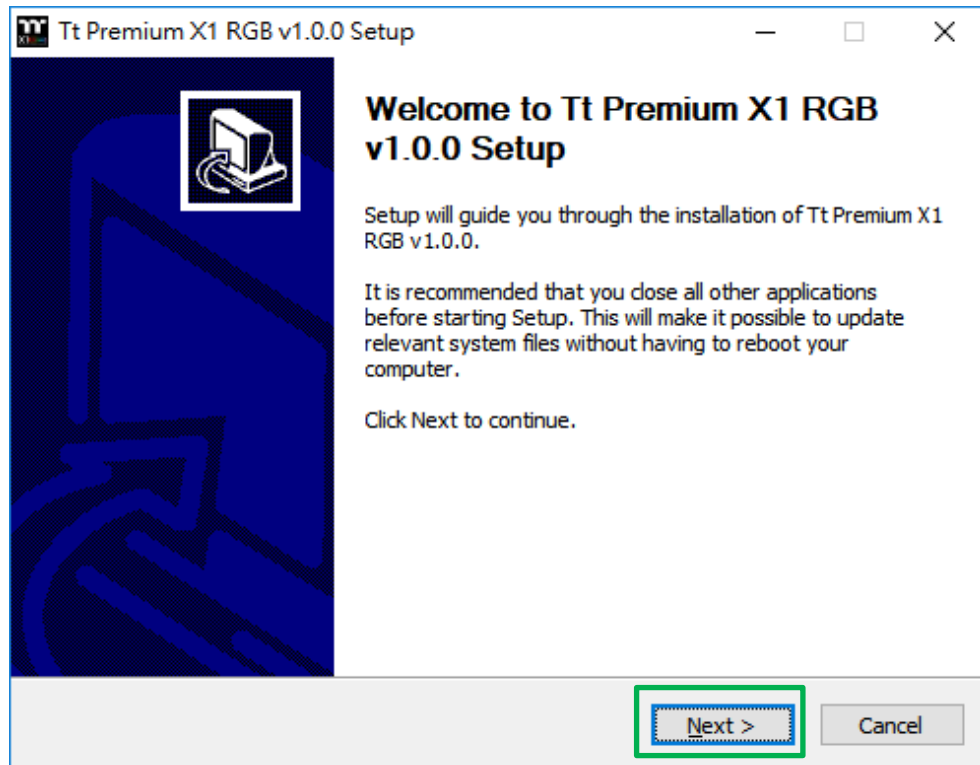 Tt Premium X1 RGB v1.0.0 Setup
Welcome to Tt Premium X1 RGB
v1.0.0 Setup
Setup will guide you through the installation of Tt Premium X1
RGB v1.0.0.
It is recommended that you close all other applications
before starting Setup. This will make it possible to update
relevant system files without having to reboot your
computer.
Click Next to continue.
Next >
Cancel